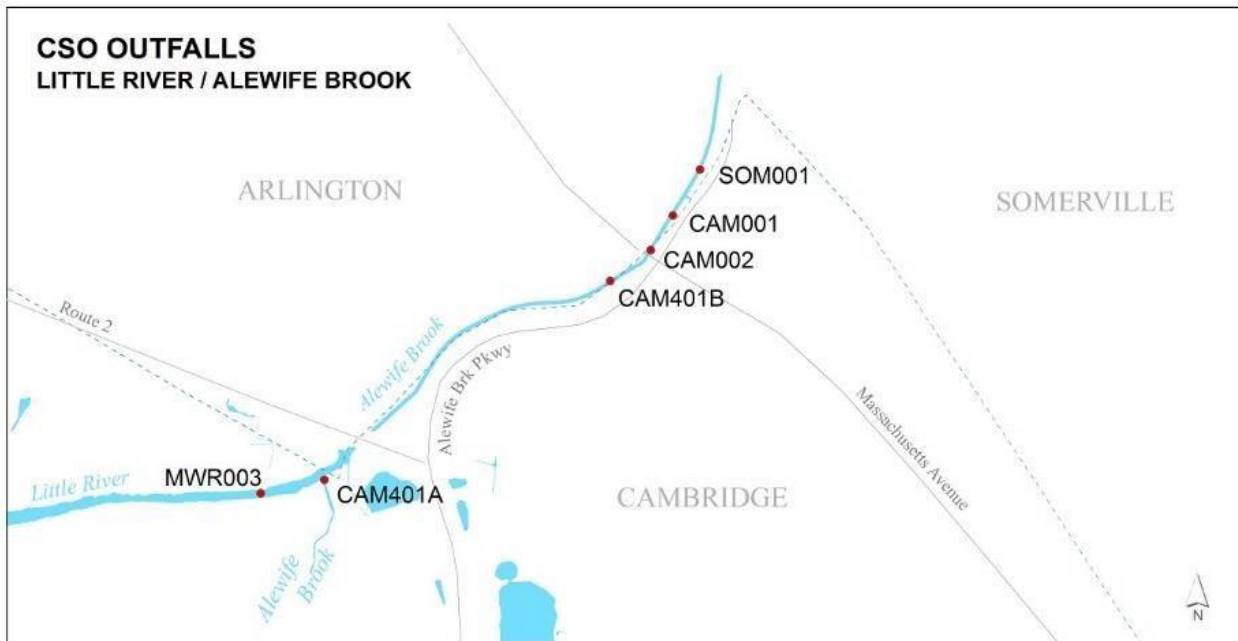 CSO OUTFALLS
LITTLE RIVER / ALEWIFE BROOK
ARLINGTON
SOM001
SOMERVILLE
CAM001
CAM002
CAM401B
Route 2
Alewife Brook
Alewife Brk Pkwy
Massachusetts Avenue
Little River
MWR003
CAM401A
CAMBRIDGE
Alewife
Brook
N